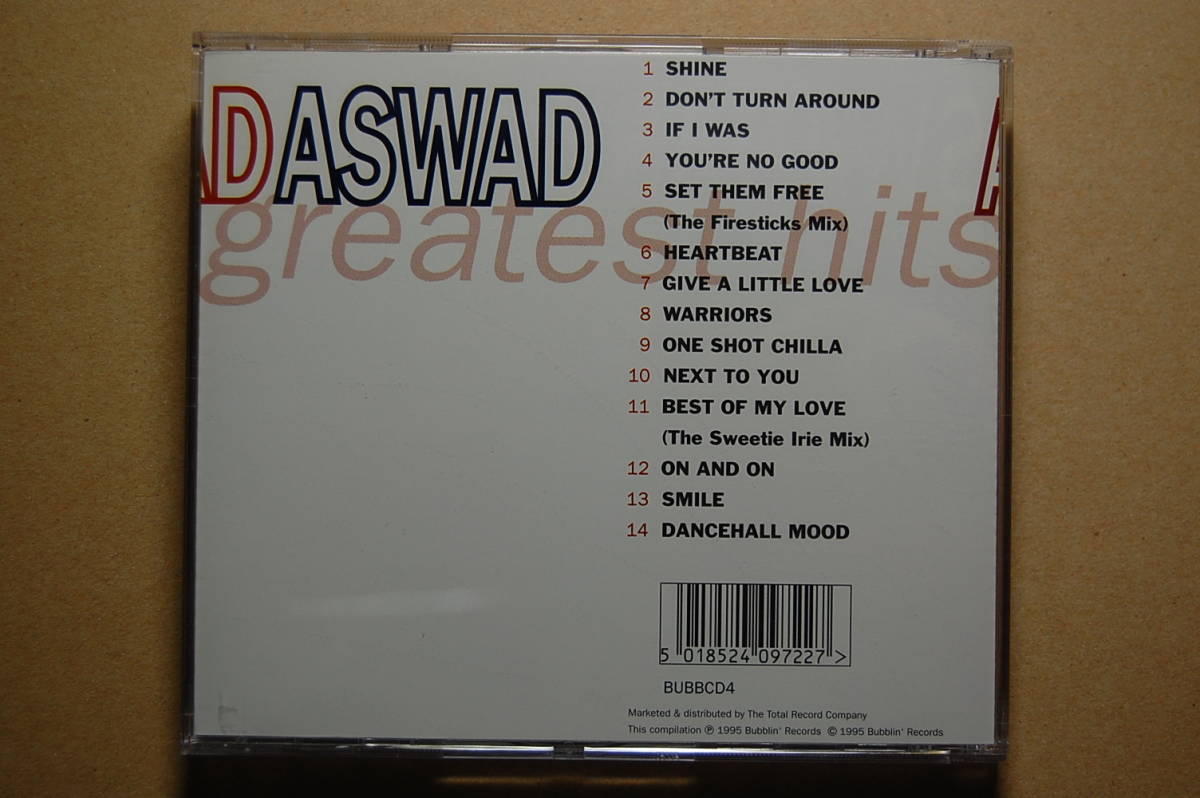 AD ASWAD A
greatest hits
1 SHINE
2 DON'T TURN AROUND
3 IF I WAS
4 YOU'RE NO GOOD
5 SET THEM FREE
(The Firesticks Mix)
6 HEARTBEAT
7 GIVE A LITTLE LOVE
8 WARRIORS
9 ONE SHOT CHILLA
10 NEXT TO YOU
11 BEST OF MY LOVE
(The Sweetie Irie Mix)
12 ON AND ON
13 SMILE
14 DANCEHALL MOOD
5 018524 097227 >
BUBBCD4
Marketed & distributed by The Total Record Company
This compilation ℗ 1995 Bubblin' Records © 1995 Bubblin' Records